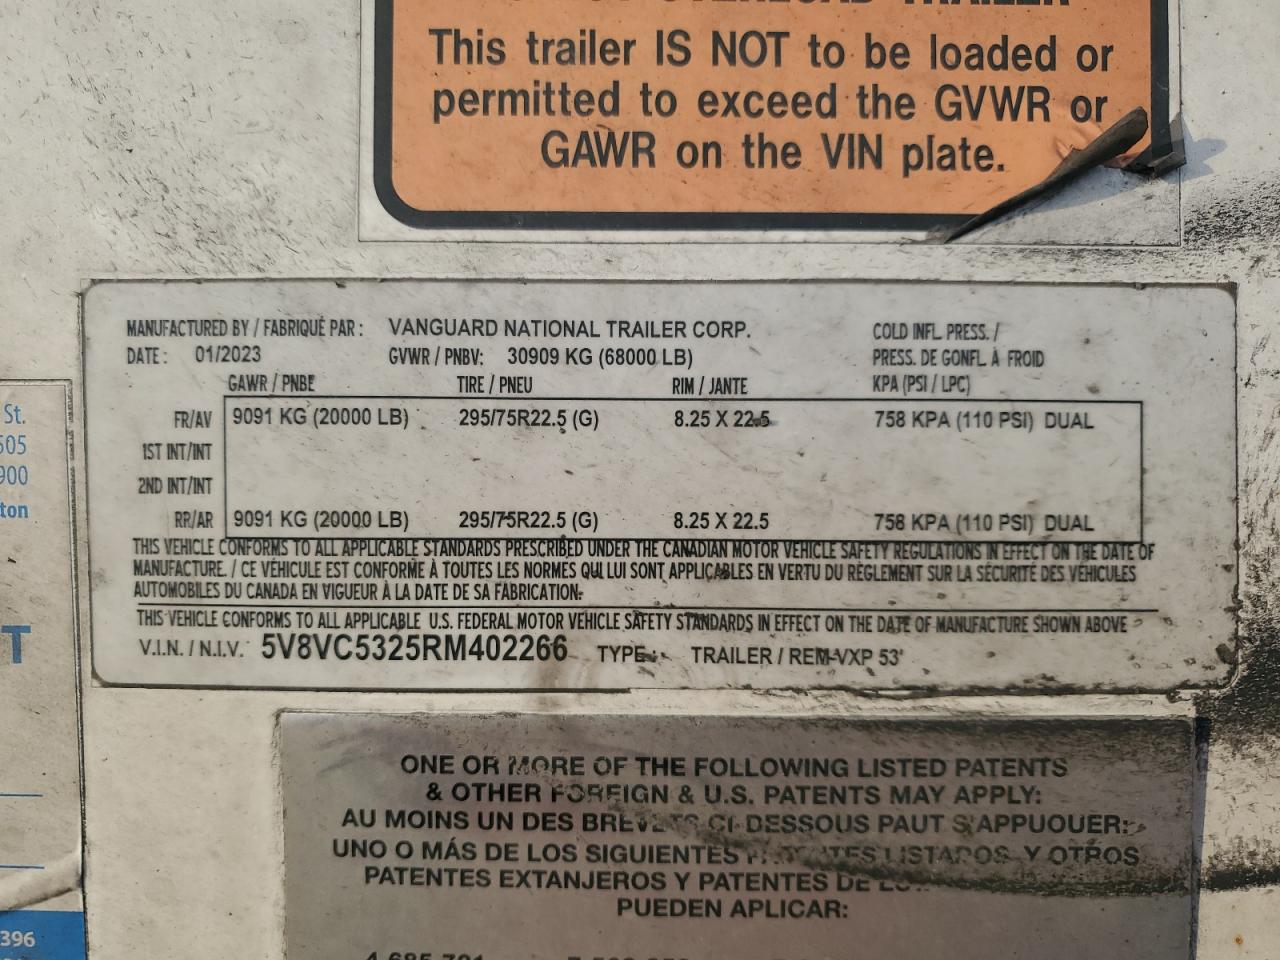 This trailer IS NOT to be loaded or
permitted to exceed the GVWR or
GAWR on the VIN plate.
MANUFACTURED BY / FABRIQUÉ PAR : VANGUARD NATIONAL TRAILER CORP. COLD INFL. PRESS. /
DATE : 01/2023 GVWR / PNBV: 30909 KG (68000 LB) PRESS. DE GONFL. À FROID
GAWR / PNBE TIRE / PNEU RIM / JANTE KPA (PSI / LPC)
FR/AV 9091 KG (20000 LB) 295/75R22.5 (G) 8.25 X 22.5 758 KPA (110 PSI) DUAL
1ST INT/INT
2ND INT/INT
RR/AR 9091 KG (20000 LB) 295/75R22.5 (G) 8.25 X 22.5 758 KPA (110 PSI) DUAL
THIS VEHICLE CONFORMS TO ALL APPLICABLE STANDARDS PRESCRIBED UNDER THE CANADIAN MOTOR VEHICLE SAFETY REGULATIONS IN EFFECT ON THE DATE OF
MANUFACTURE. / CE VÉHICULE EST CONFORME À TOUTES LES NORMES QUI LUI SONT APPLICABLES EN VERTU DU RÈGLEMENT SUR LA SÉCURITÉ DES VÉHICULES
AUTOMOBILES DU CANADA EN VIGUEUR À LA DATE DE SA FABRICATION.
THIS VEHICLE CONFORMS TO ALL APPLICABLE U.S. FEDERAL MOTOR VEHICLE SAFETY STANDARDS IN EFFECT ON THE DATE OF MANUFACTURE SHOWN ABOVE
V.I.N. / N.I.V. 5V8VC5325RM402266 TYPE : TRAILER / REM-VXP 53'
St.
505
900
ton
T
396
ONE OR MORE OF THE FOLLOWING LISTED PATENTS
& OTHER FOREIGN & U.S. PATENTS MAY APPLY:
AU MOINS UN DES BREVETS CI-DESSOUS PAUT S'APPUOUER:
UNO O MÁS DE LOS SIGUIENTES LISTADOS Y OTROS
PATENTES EXTANJEROS Y PATENTES DE
PUEDEN APLICAR: